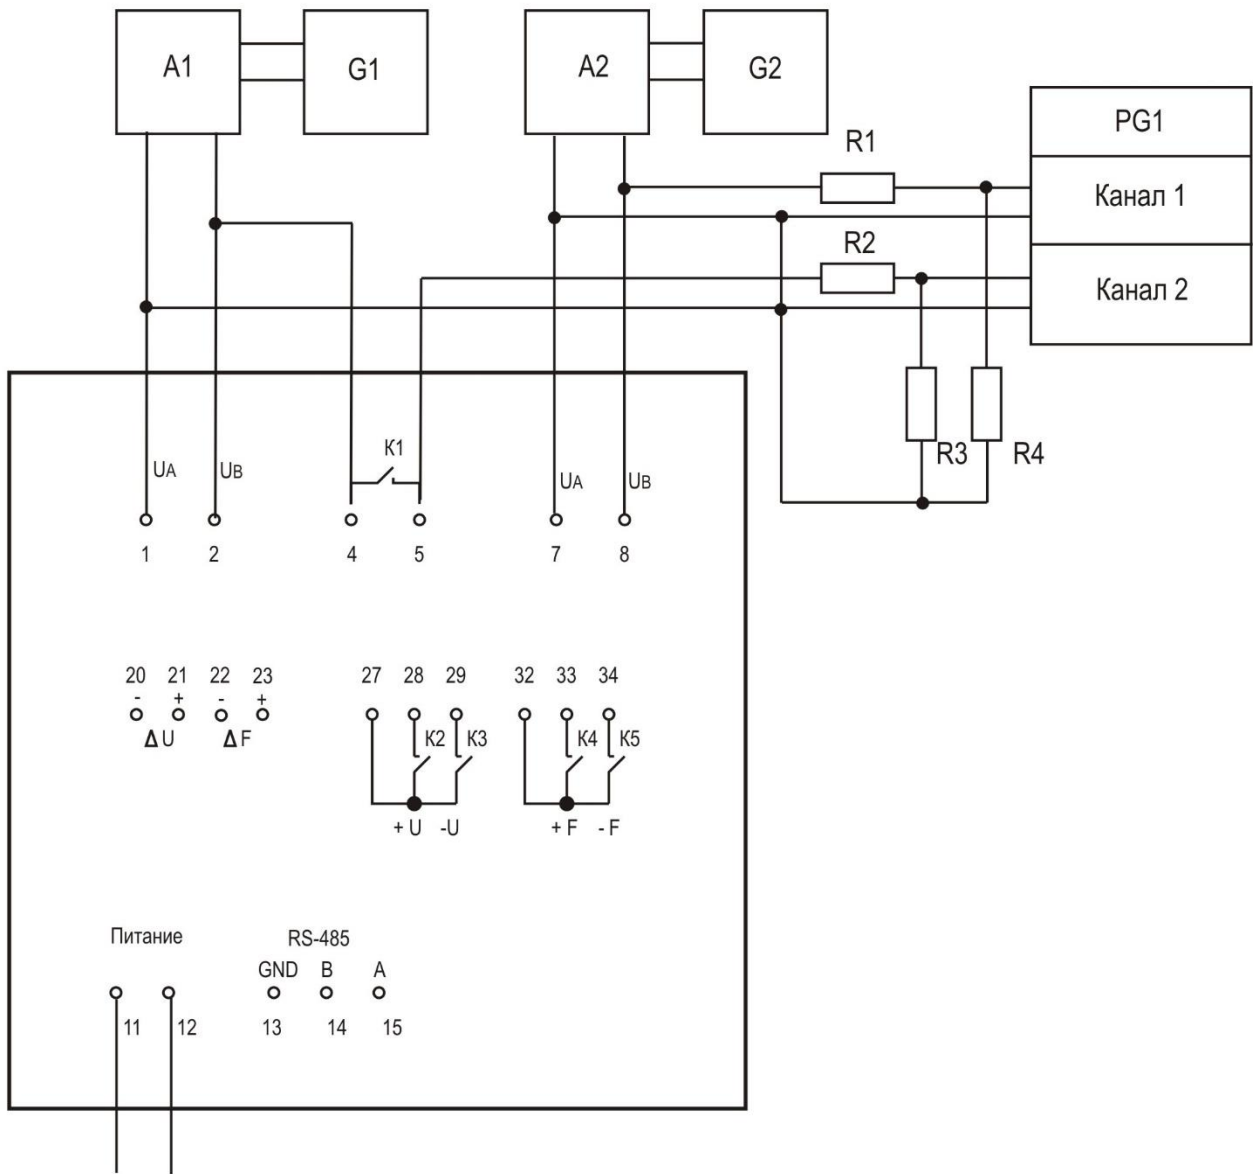 A1 G1 A2 G2
PG1
R1
Канал 1
R2
Канал 2
K1
R3 R4
UA UB UA UB
1 2 4 5 7 8
20 21 22 23 27 28 29 32 33 34
- + - +
Δ U Δ F K2 K3 K4 K5
+ U -U + F - F
Питание RS-485
GND B A
11 12 13 14 15